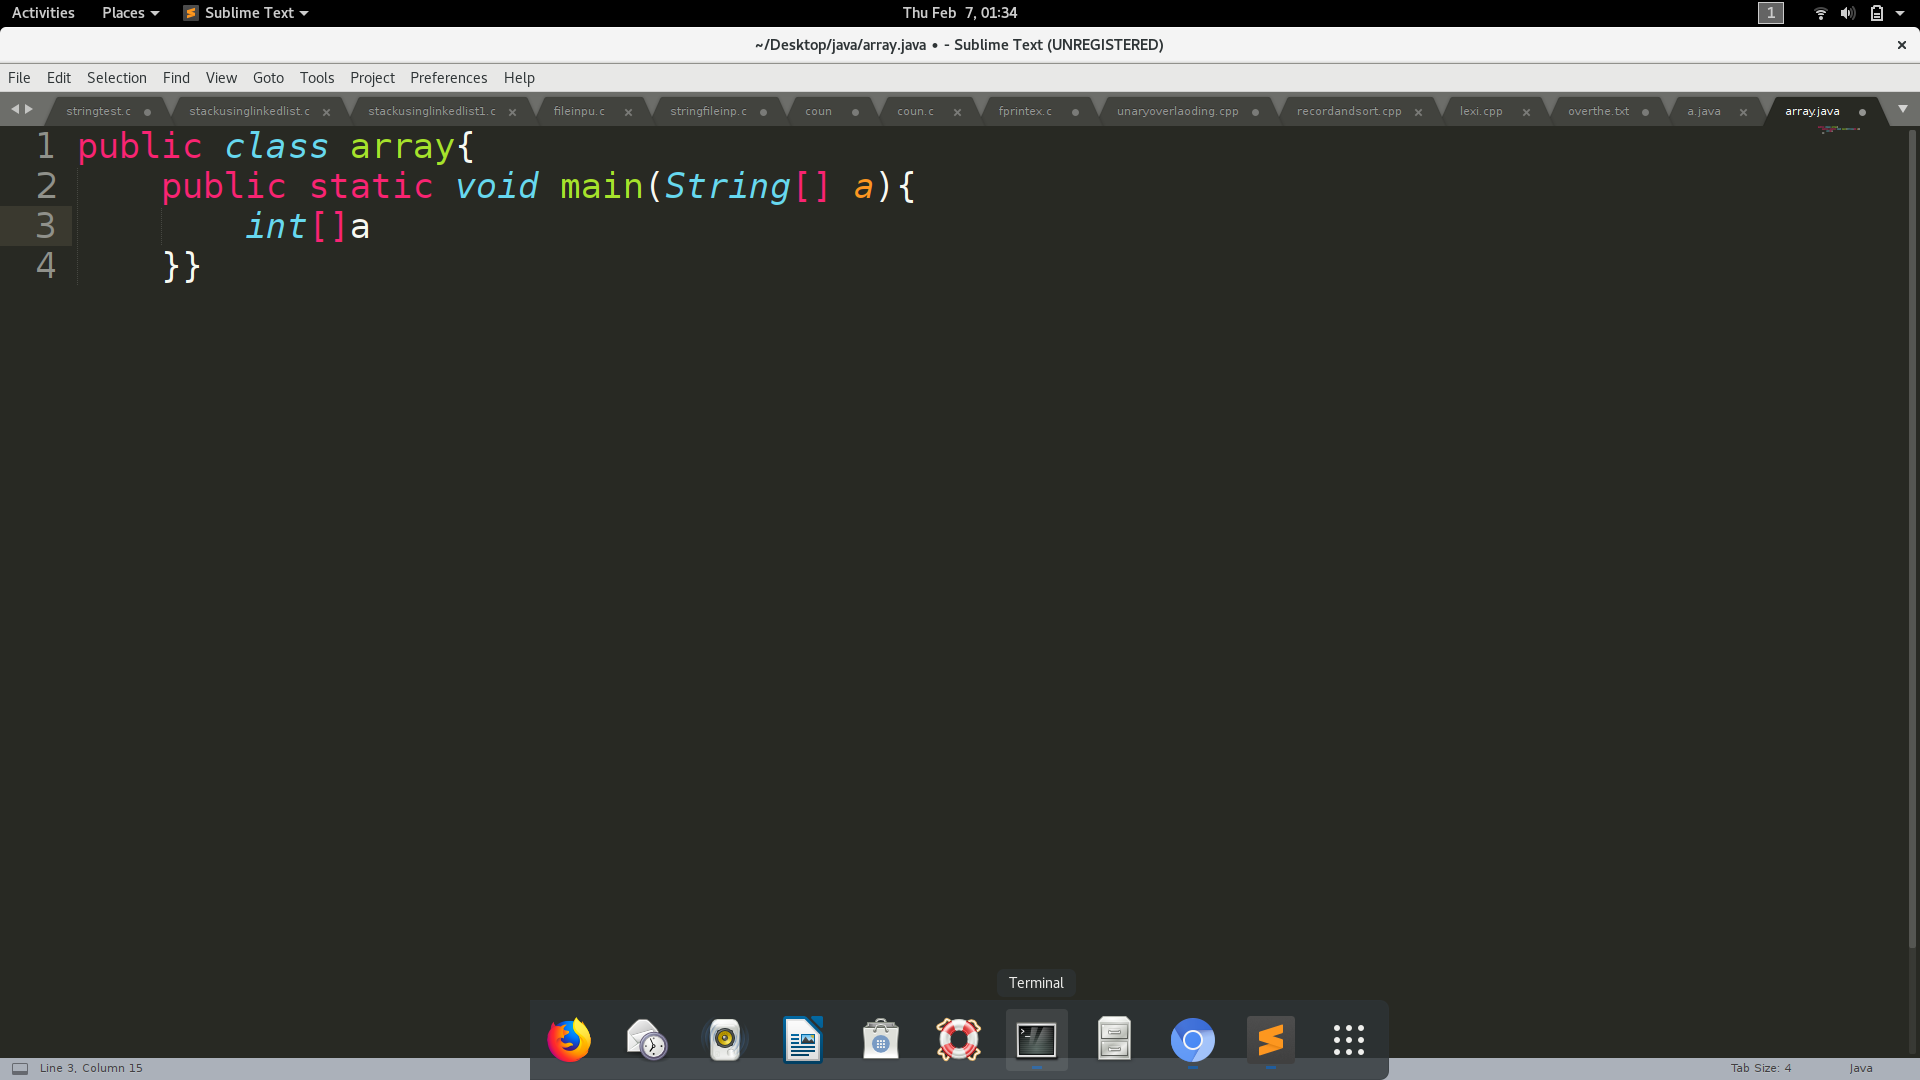 Activities Places Sublime Text Thu Feb 7, 01:34 1
~/Desktop/java/array.java • - Sublime Text (UNREGISTERED)
File Edit Selection Find View Goto Tools Project Preferences Help
stringtest.c stackusinglinkedlist.c stackusinglinkedlist1.c fileinpu.c stringfileinp.c coun coun.c fprintex.c unaryoverlaoding.cpp recordandsort.cpp lexi.cpp overthe.txt a.java array.java
1 public class array{
2 public static void main(String[] a){
3 int[]a
4 }}
Terminal
Line 3, Column 15 Tab Size: 4 Java